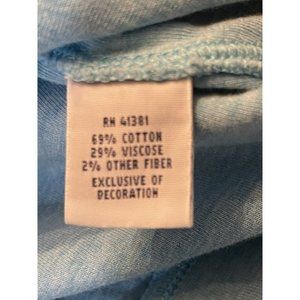 RN 41381
69% COTTON
29% VISCOSE
2% OTHER FIBER
EXCLUSIVE OF
DECORATION